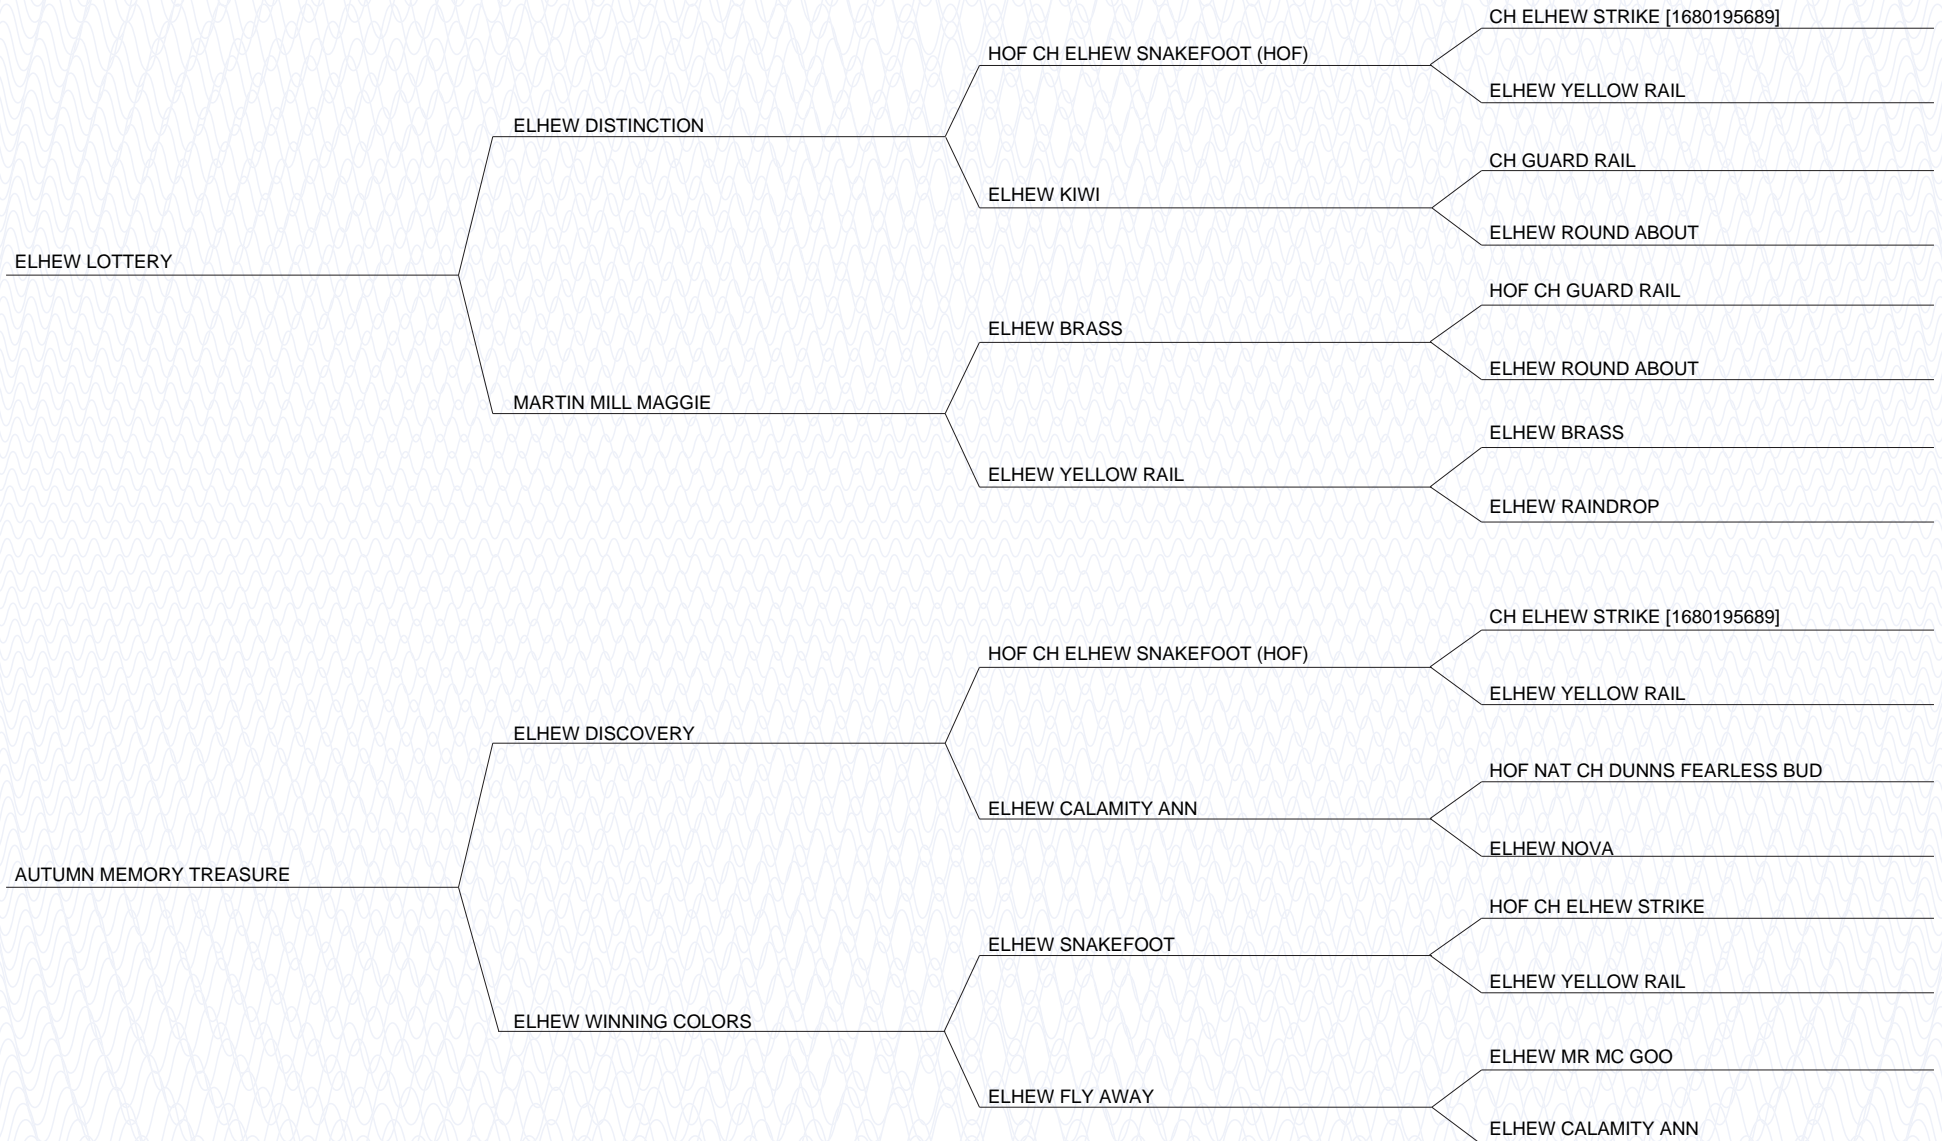 CH ELHEW STRIKE [1680195689]
HOF CH ELHEW SNAKEFOOT (HOF)
ELHEW YELLOW RAIL
ELHEW DISTINCTION
CH GUARD RAIL
ELHEW KIWI
ELHEW ROUND ABOUT
ELHEW LOTTERY
HOF CH GUARD RAIL
ELHEW BRASS
ELHEW ROUND ABOUT
MARTIN MILL MAGGIE
ELHEW BRASS
ELHEW YELLOW RAIL
ELHEW RAINDROP
CH ELHEW STRIKE [1680195689]
HOF CH ELHEW SNAKEFOOT (HOF)
ELHEW YELLOW RAIL
ELHEW DISCOVERY
HOF NAT CH DUNNS FEARLESS BUD
ELHEW CALAMITY ANN
ELHEW NOVA
AUTUMN MEMORY TREASURE
HOF CH ELHEW STRIKE
ELHEW SNAKEFOOT
ELHEW YELLOW RAIL
ELHEW WINNING COLORS
ELHEW MR MC GOO
ELHEW FLY AWAY
ELHEW CALAMITY ANN